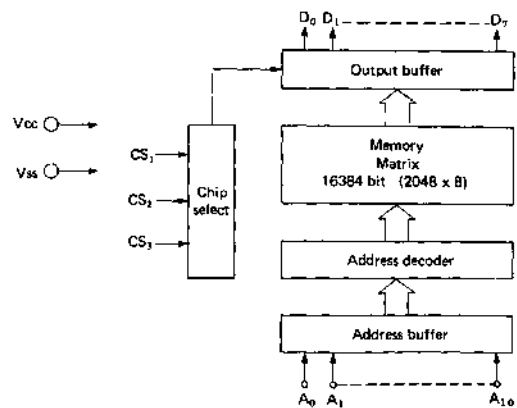 D₀ D₁ D₇
Output buffer
Vcc
Vss
CS₁
CS₂
CS₃
Chip
select
Memory
Matrix
16384 bit (2048 x 8)
Address decoder
Address buffer
A₀ A₁ A₁₀